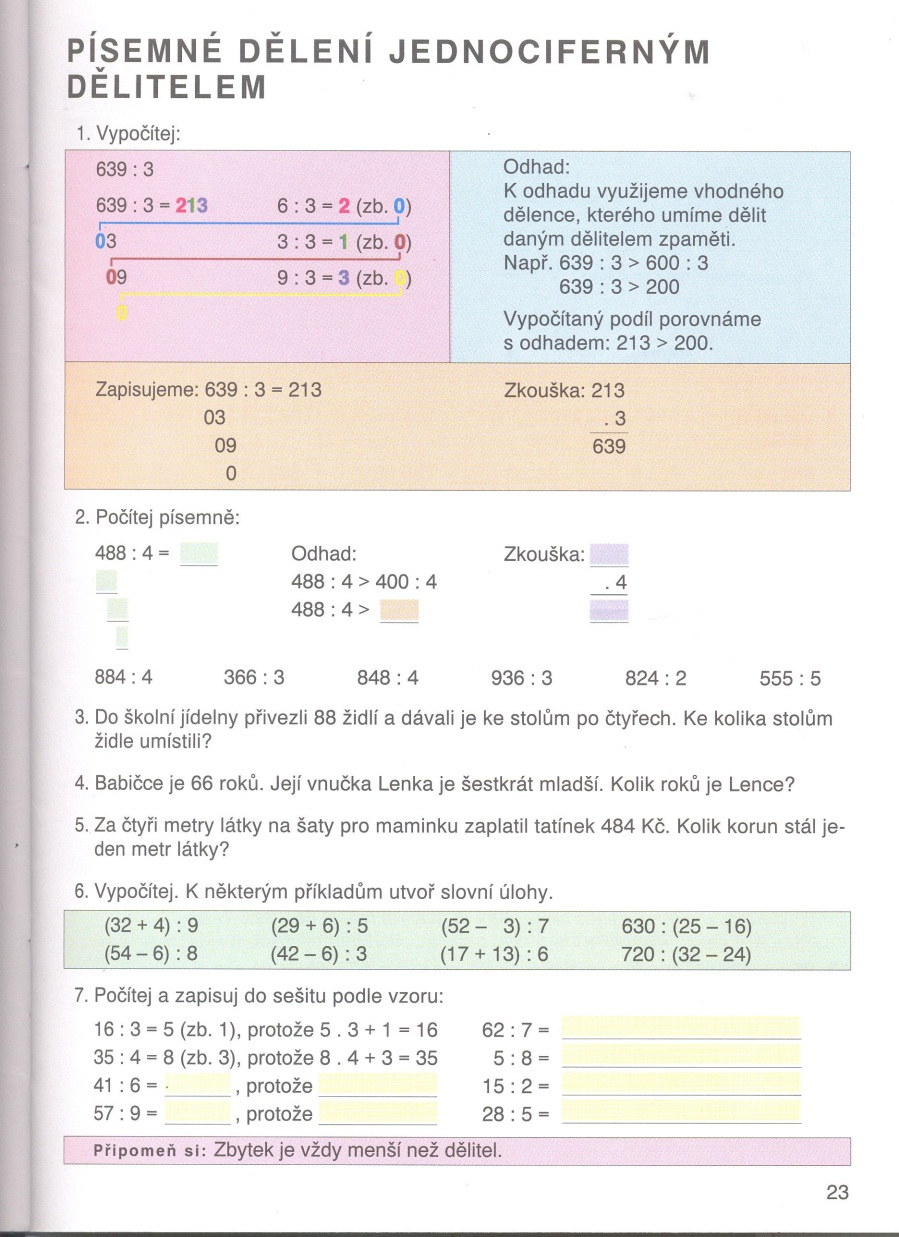 PÍSEMNÉ DĚLENÍ JEDNOCIFERNÝM
DĚLITELEM
1. Vypočítej:
639 : 3
639 : 3 = 213 6 : 3 = 2 (zb. 0)
03 3 : 3 = 1 (zb. 0)
09 9 : 3 = 3 (zb. 0)
0
Odhad:
K odhadu využijeme vhodného
dělence, kterého umíme dělit
daným dělitelem zpaměti.
Např. 639 : 3 > 600 : 3
639 : 3 > 200
Vypočítaný podíl porovnáme
s odhadem: 213 > 200.
Zapisujeme: 639 : 3 = 213
03
09
0
Zkouška: 213
. 3
639
2. Počítej písemně:
488 : 4 =
Odhad:
488 : 4 > 400 : 4
488 : 4 >
Zkouška:
. 4
884 : 4 366 : 3 848 : 4 936 : 3 824 : 2 555 : 5
3. Do školní jídelny přivezli 88 židlí a dávali je ke stolům po čtyřech. Ke kolika stolům
židle umístili?
4. Babičce je 66 roků. Její vnučka Lenka je šestkrát mladší. Kolik roků je Lence?
5. Za čtyři metry látky na šaty pro maminku zaplatil tatínek 484 Kč. Kolik korun stál je-
den metr látky?
6. Vypočítej. K některým příkladům utvoř slovní úlohy.
(32 + 4) : 9 (29 + 6) : 5 (52 – 3) : 7 630 : (25 – 16)
(54 – 6) : 8 (42 – 6) : 3 (17 + 13) : 6 720 : (32 – 24)
7. Počítej a zapisuj do sešitu podle vzoru:
16 : 3 = 5 (zb. 1), protože 5 . 3 + 1 = 16 62 : 7 =
35 : 4 = 8 (zb. 3), protože 8 . 4 + 3 = 35 5 : 8 =
41 : 6 = , protože 15 : 2 =
57 : 9 = , protože 28 : 5 =
Připomeň si: Zbytek je vždy menší než dělitel.
23